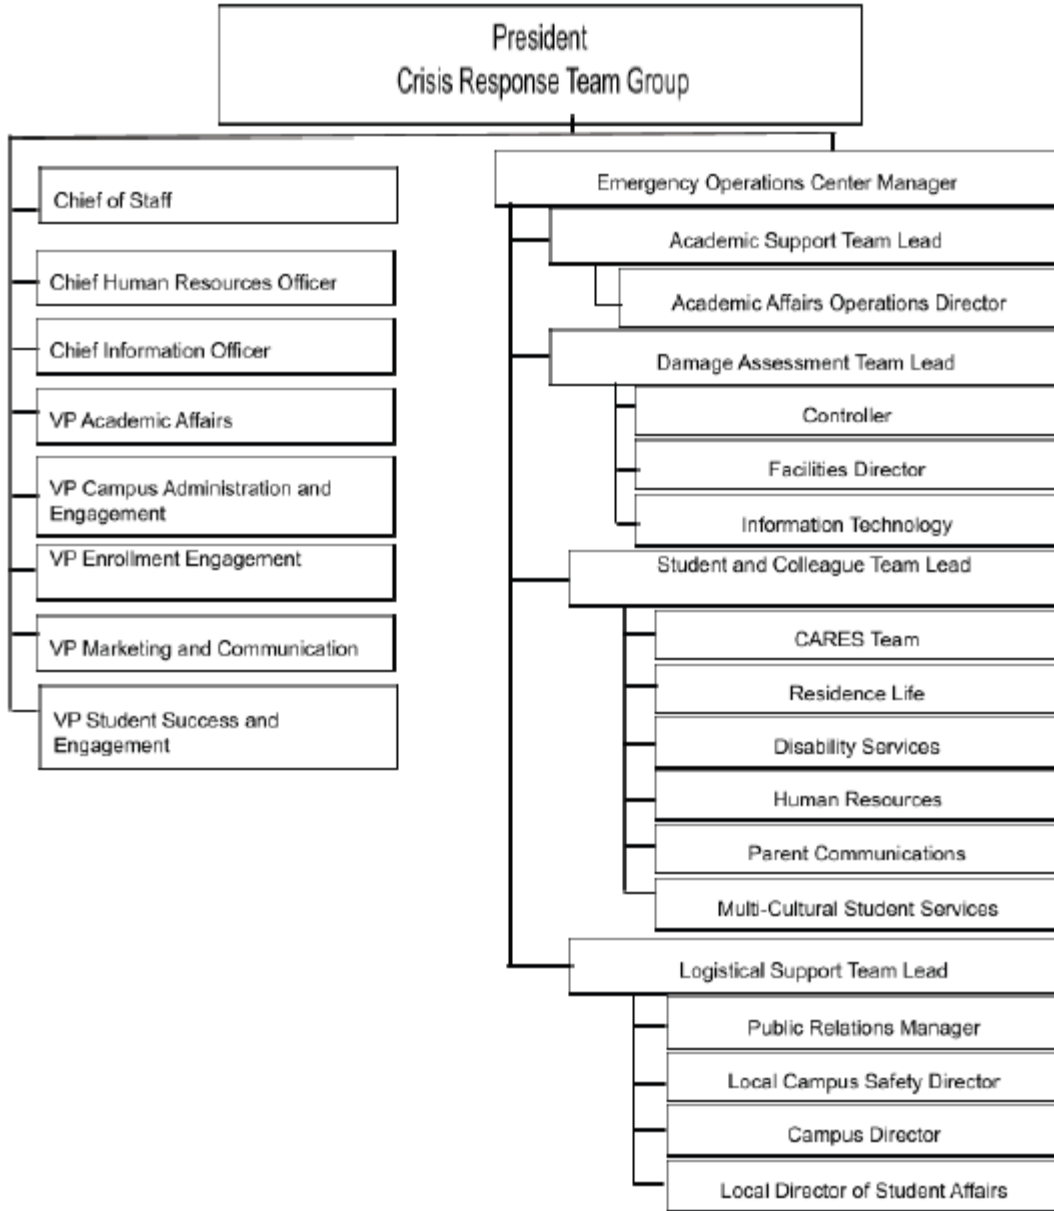 President
Crisis Response Team Group
Chief of Staff
Chief Human Resources Officer
Chief Information Officer
VP Academic Affairs
VP Campus Administration and
Engagement
VP Enrollment Engagement
VP Marketing and Communication
VP Student Success and
Engagement
Emergency Operations Center Manager
Academic Support Team Lead
Academic Affairs Operations Director
Damage Assessment Team Lead
Controller
Facilities Director
Information Technology
Student and Colleague Team Lead
CARES Team
Residence Life
Disability Services
Human Resources
Parent Communications
Multi-Cultural Student Services
Logistical Support Team Lead
Public Relations Manager
Local Campus Safety Director
Campus Director
Local Director of Student Affairs